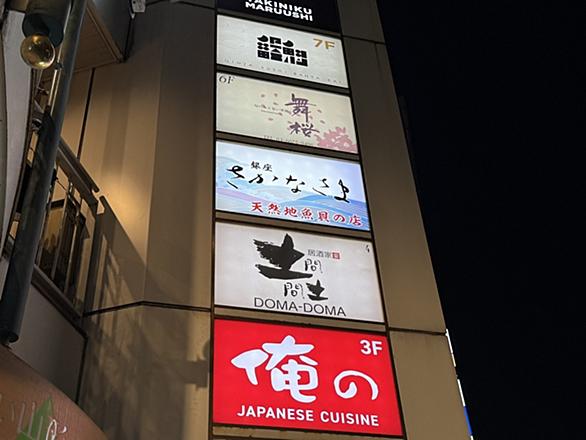 YAKINIKU
MARUUSHI
7F
6F
舞桜
銀座
さかなさま
天然地魚貝の店
土間
間土
居酒家
DOMA-DOMA
3F
俺の
JAPANESE CUISINE